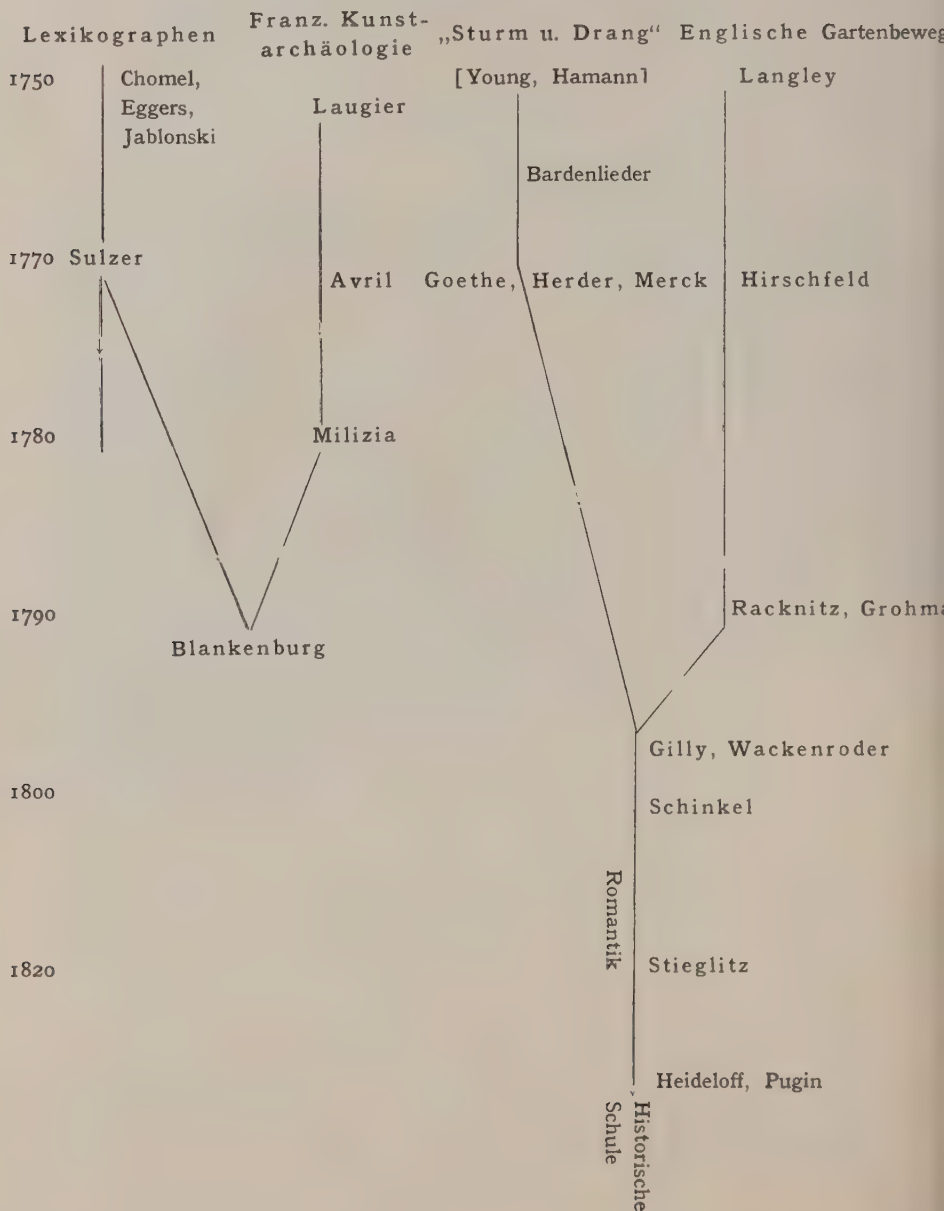 Lexikographen
Franz. Kunst-
archäologie
„Sturm u. Drang“
Englische Gartenbeweg
1750
Chomel,
Eggers,
Jablonski
Laugier
[Young, Hamann]
Langley
Bardenlieder
1770 Sulzer
Avril
Goethe, Herder, Merck
Hirschfeld
1780
Milizia
1790
Racknitz, Grohma
Blankenburg
Gilly, Wackenroder
1800
Schinkel
Romantik
1820
Stieglitz
Heideloff, Pugin
Historische
Schule